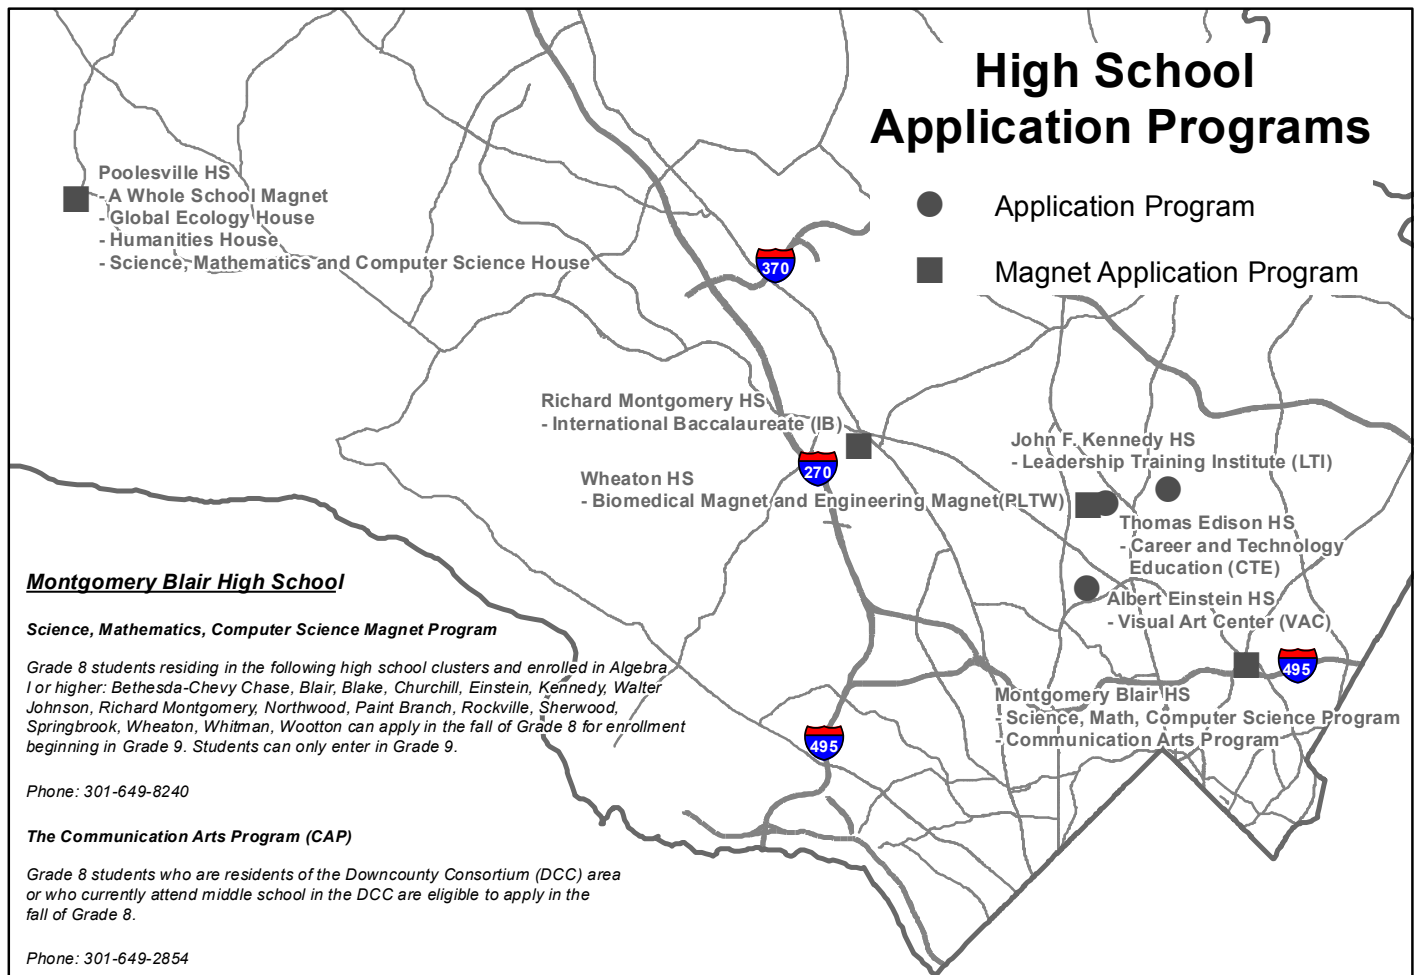 High School
Application Programs
Application Program
Magnet Application Program
Poolesville HS
- A Whole School Magnet
- Global Ecology House
- Humanities House
- Science, Mathematics and Computer Science House
370
Richard Montgomery HS
- International Baccalaureate (IB)
270
Wheaton HS
- Biomedical Magnet and Engineering Magnet(PLTW)
John F. Kennedy HS
- Leadership Training Institute (LTI)
Thomas Edison HS
- Career and Technology
Education (CTE)
Albert Einstein HS
- Visual Art Center (VAC)
495
Montgomery Blair HS
- Science, Math, Computer Science Program
- Communication Arts Program
495
Montgomery Blair High School
Science, Mathematics, Computer Science Magnet Program
Grade 8 students residing in the following high school clusters and enrolled in Algebra
I or higher: Bethesda-Chevy Chase, Blair, Blake, Churchill, Einstein, Kennedy, Walter
Johnson, Richard Montgomery, Northwood, Paint Branch, Rockville, Sherwood,
Springbrook, Wheaton, Whitman, Wootton can apply in the fall of Grade 8 for enrollment
beginning in Grade 9. Students can only enter in Grade 9.
Phone: 301-649-8240
The Communication Arts Program (CAP)
Grade 8 students who are residents of the Downcounty Consortium (DCC) area
or who currently attend middle school in the DCC are eligible to apply in the
fall of Grade 8.
Phone: 301-649-2854